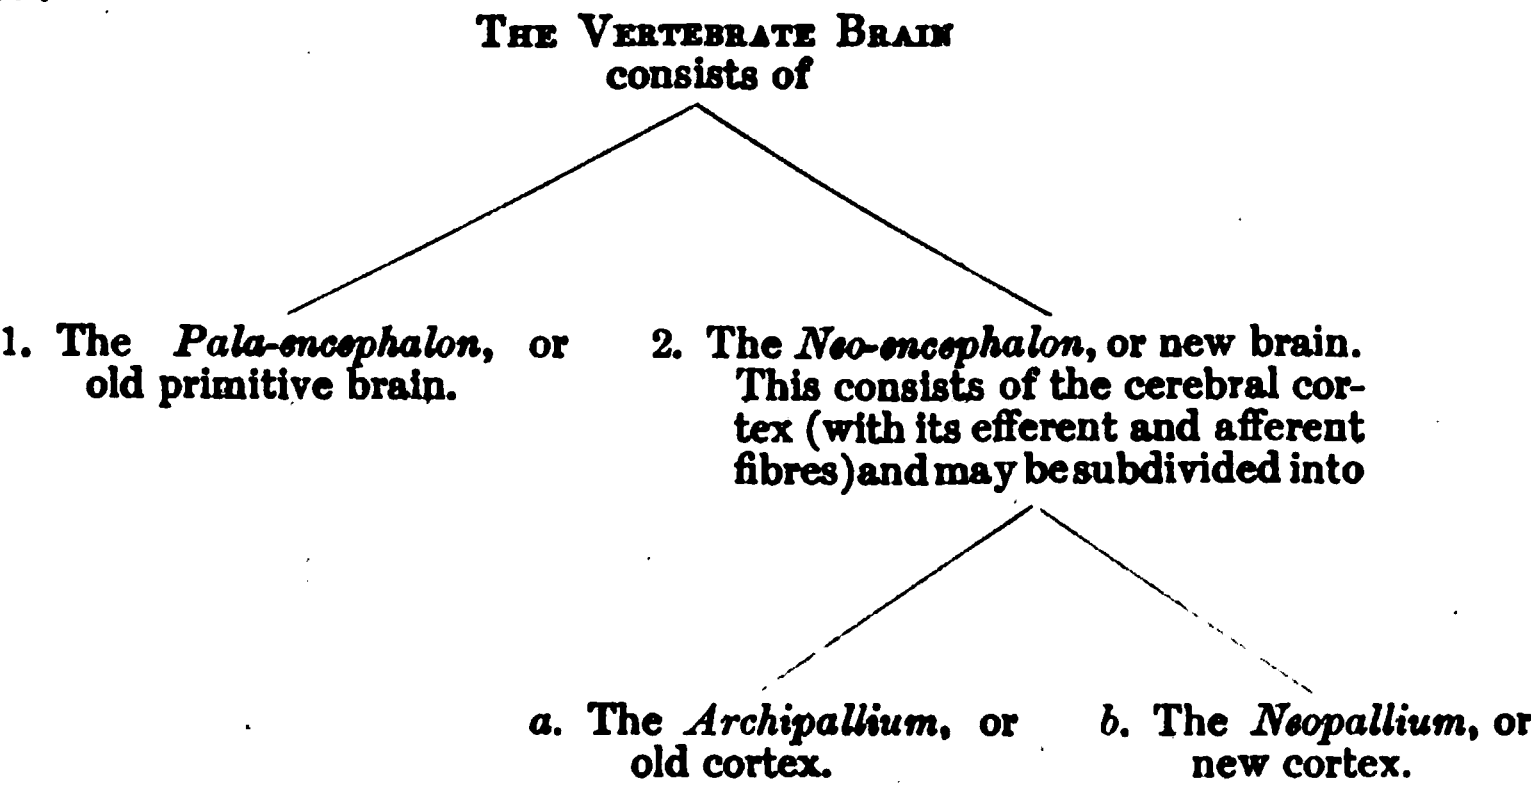 THE VERTEBRATE BRAIN
consists of
1. The Pala-encephalon, or
old primitive brain.
2. The Neo-encephalon, or new brain.
This consists of the cerebral cor-
tex (with its efferent and afferent
fibres) and may be subdivided into
a. The Archipallium, or
old cortex.
b. The Neopallium, or
new cortex.